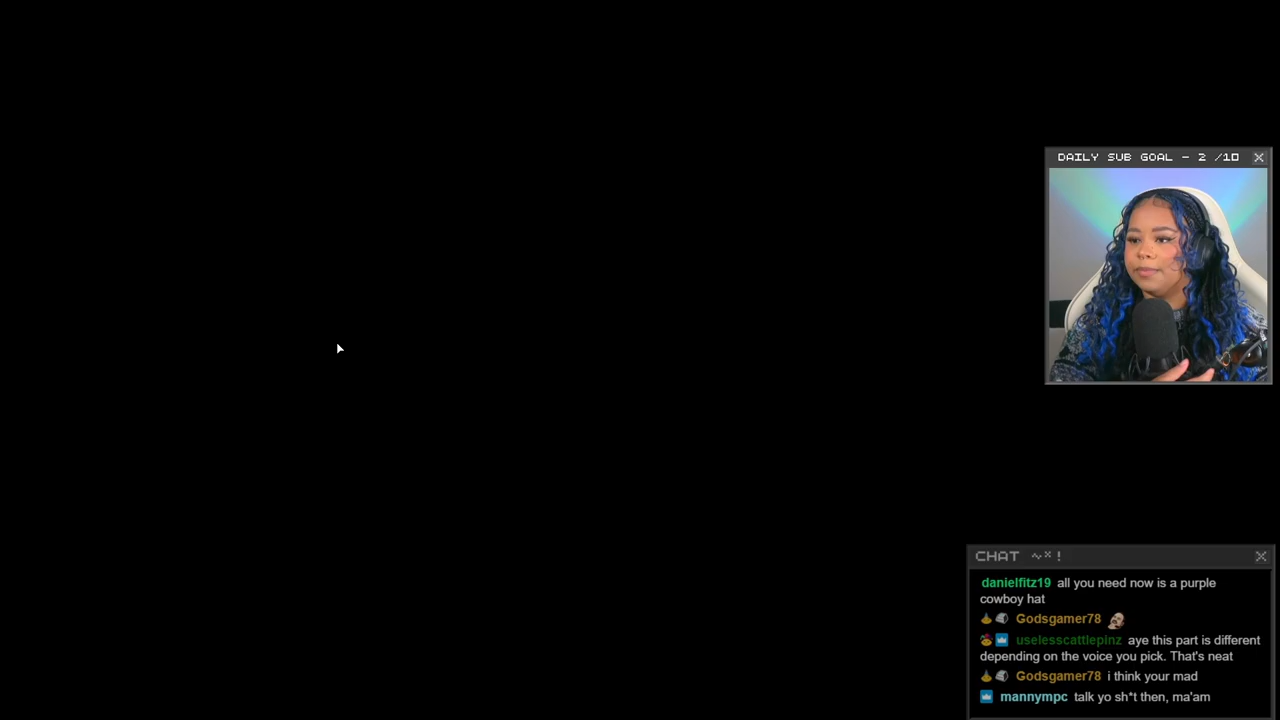 DAILY SUB GOAL - 2 /10
CHAT ~×!
danielfitz19 all you need now is a purple
cowboy hat
Godsgamer78
uselesscattlepinz aye this part is different
depending on the voice you pick. That's neat
Godsgamer78 i think your mad
mannympc talk yo sh*t then, ma'am